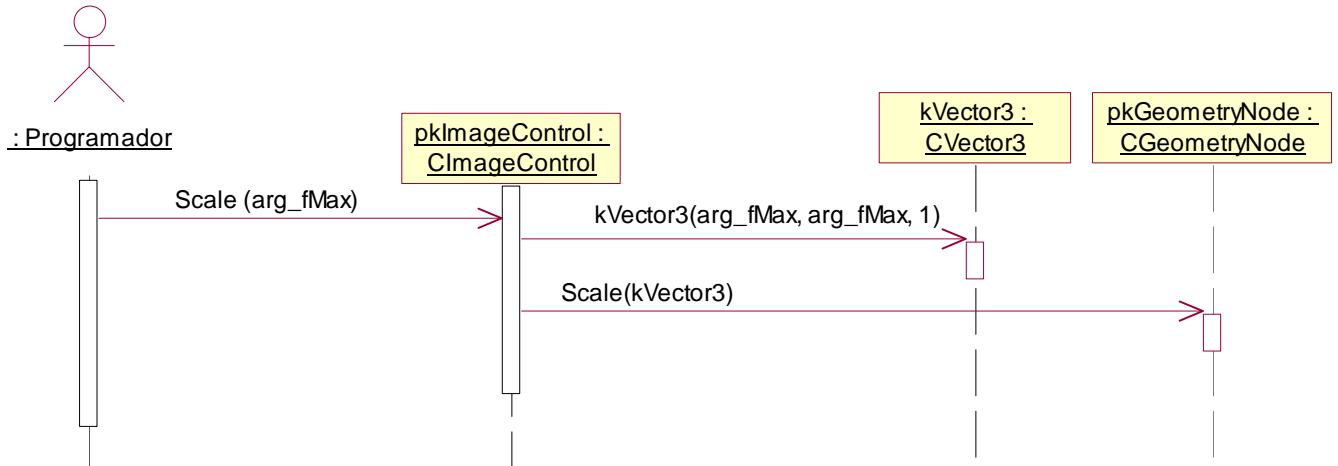 : Programador
pkImageControl :
CImageControl
kVector3 :
CVector3
pkGeometryNode :
CGeometryNode
Scale (arg_fMax)
kVector3(arg_fMax, arg_fMax, 1)
Scale(kVector3)